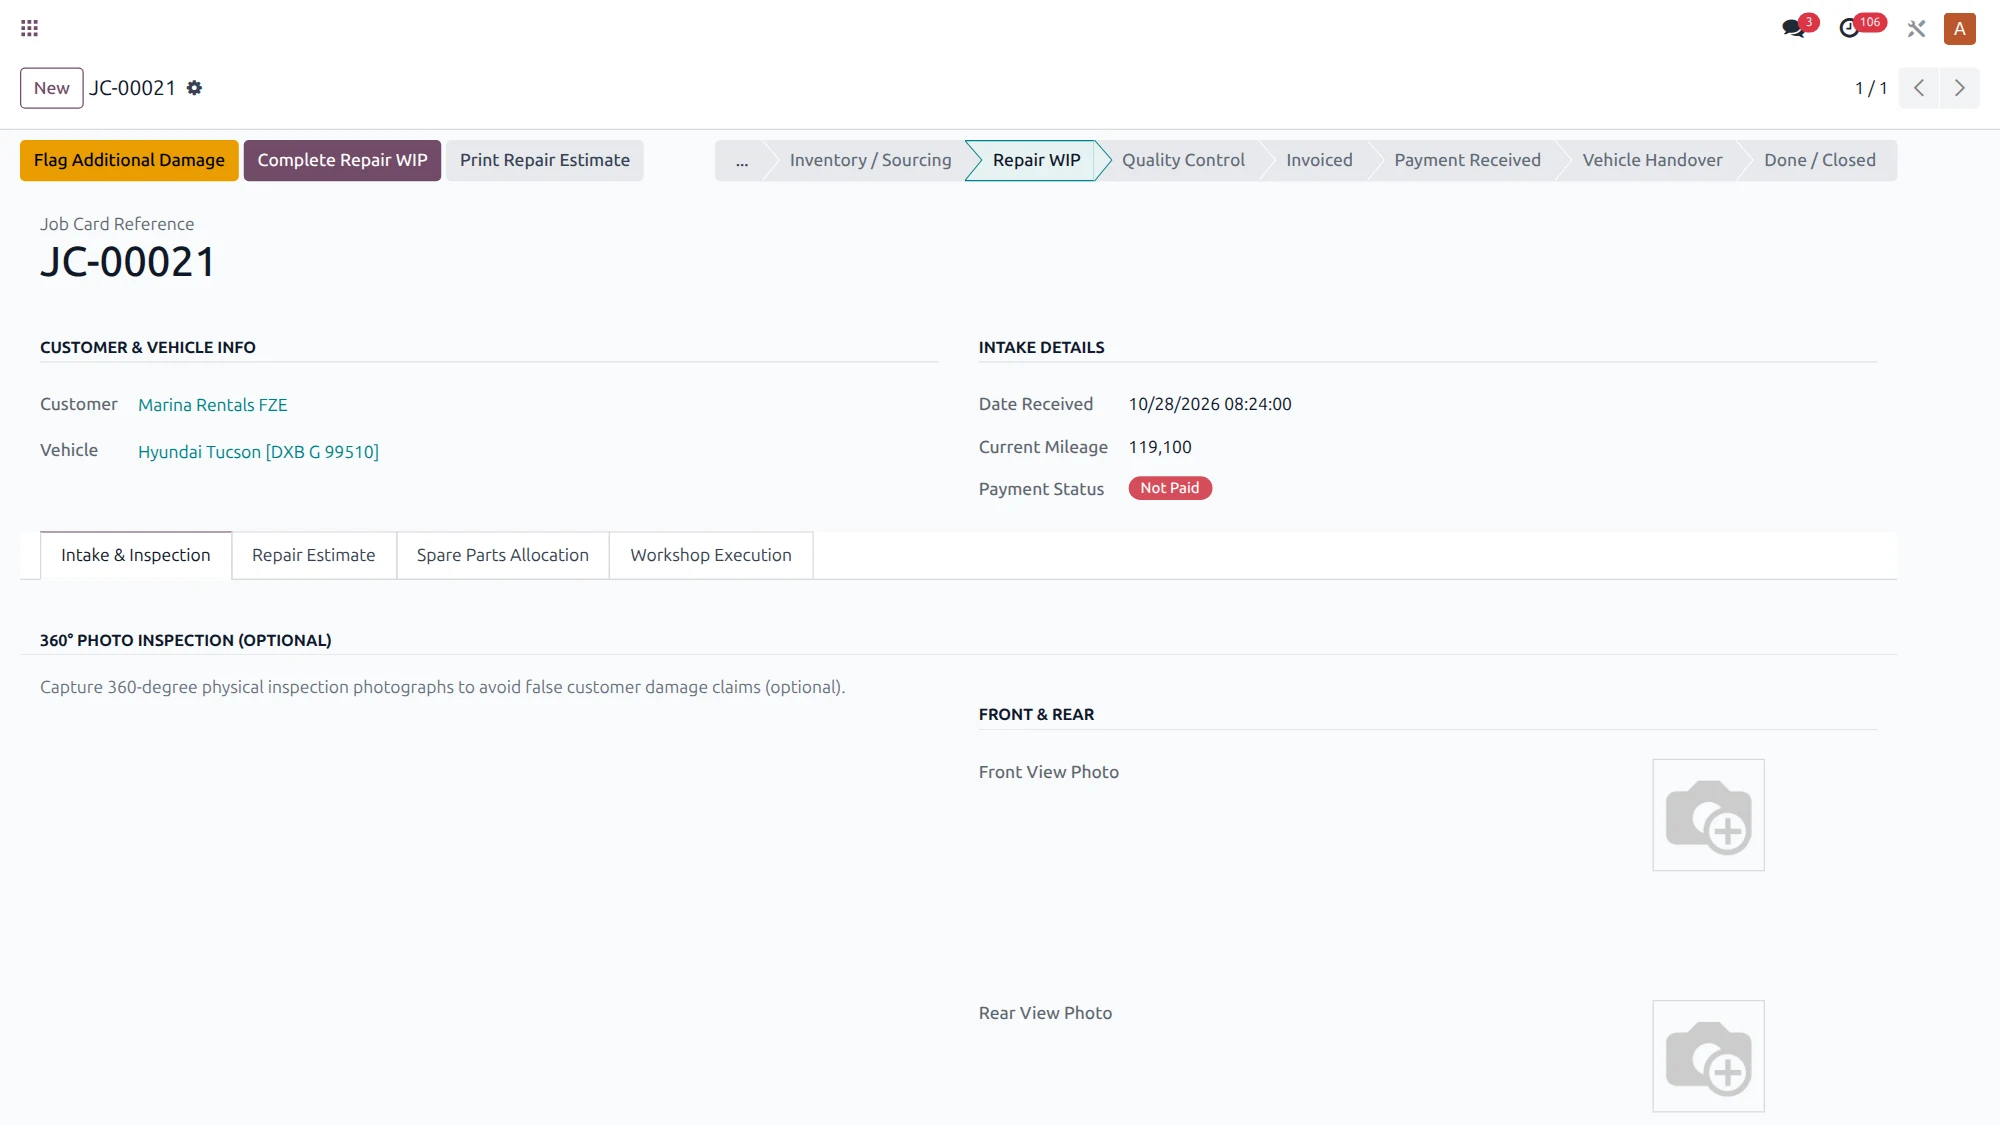 3
106
A
New
JC-00021
1 / 1
Flag Additional Damage
Complete Repair WIP
Print Repair Estimate
...
Inventory / Sourcing
Repair WIP
Quality Control
Invoiced
Payment Received
Vehicle Handover
Done / Closed
Job Card Reference
JC-00021
CUSTOMER & VEHICLE INFO
Customer
Marina Rentals FZE
Vehicle
Hyundai Tucson [DXB G 99510]
INTAKE DETAILS
Date Received
10/28/2026 08:24:00
Current Mileage
119,100
Payment Status
Not Paid
Intake & Inspection
Repair Estimate
Spare Parts Allocation
Workshop Execution
360° PHOTO INSPECTION (OPTIONAL)
Capture 360-degree physical inspection photographs to avoid false customer damage claims (optional).
FRONT & REAR
Front View Photo
Rear View Photo